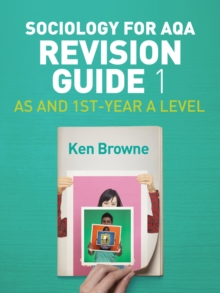 SOCIOLOGY FOR AQA
REVISION
GUIDE 1
AS AND 1ST-YEAR A LEVEL
Ken Browne